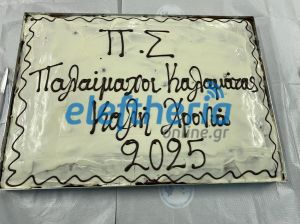 Π.Σ
Παλαίμαχοι Καλαμάτας
eleftheria
online.gr
Καλή Χρονιά
2025